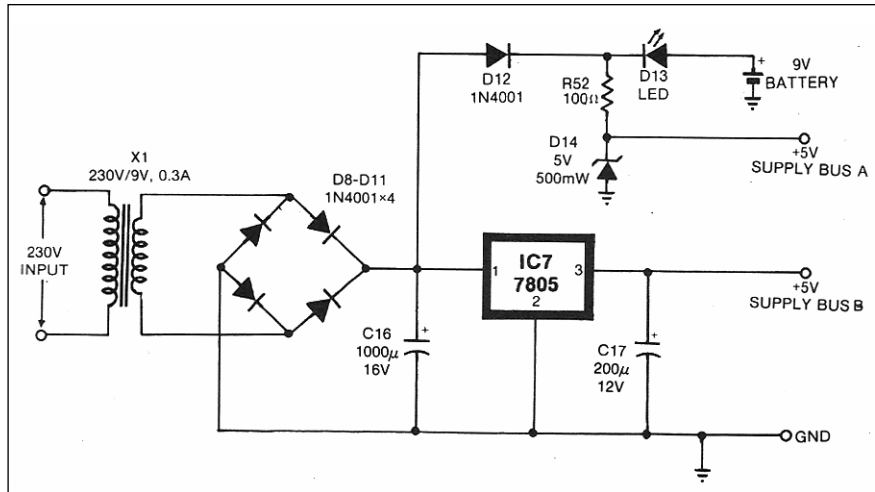 D12
1N4001
R52
100Ω
D13
LED
+
9V
BATTERY
D14
5V
500mW
+5V
SUPPLY BUS A
X1
230V/9V, 0.3A
D8-D11
1N4001×4
230V
INPUT
1
IC7
7805
3
2
+5V
SUPPLY BUS B
C16
1000μ
16V
+
C17
200μ
12V
+
GND